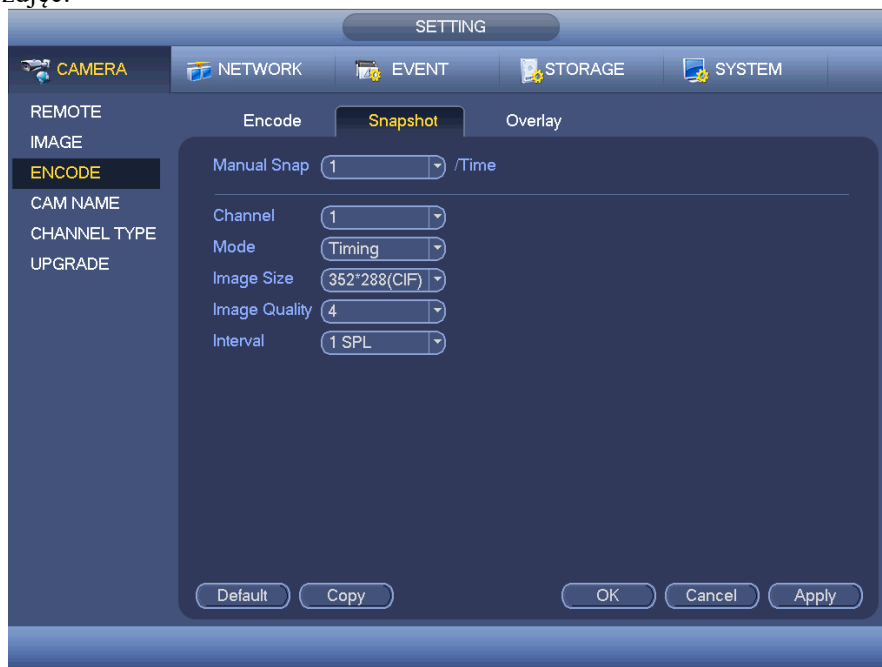 zdjęć.
SETTING
CAMERA NETWORK EVENT STORAGE SYSTEM
REMOTE
IMAGE
ENCODE
CAM NAME
CHANNEL TYPE
UPGRADE
Encode Snapshot Overlay
Manual Snap 1 /Time
Channel 1
Mode Timing
Image Size 352*288(CIF)
Image Quality 4
Interval 1 SPL
Default Copy OK Cancel Apply